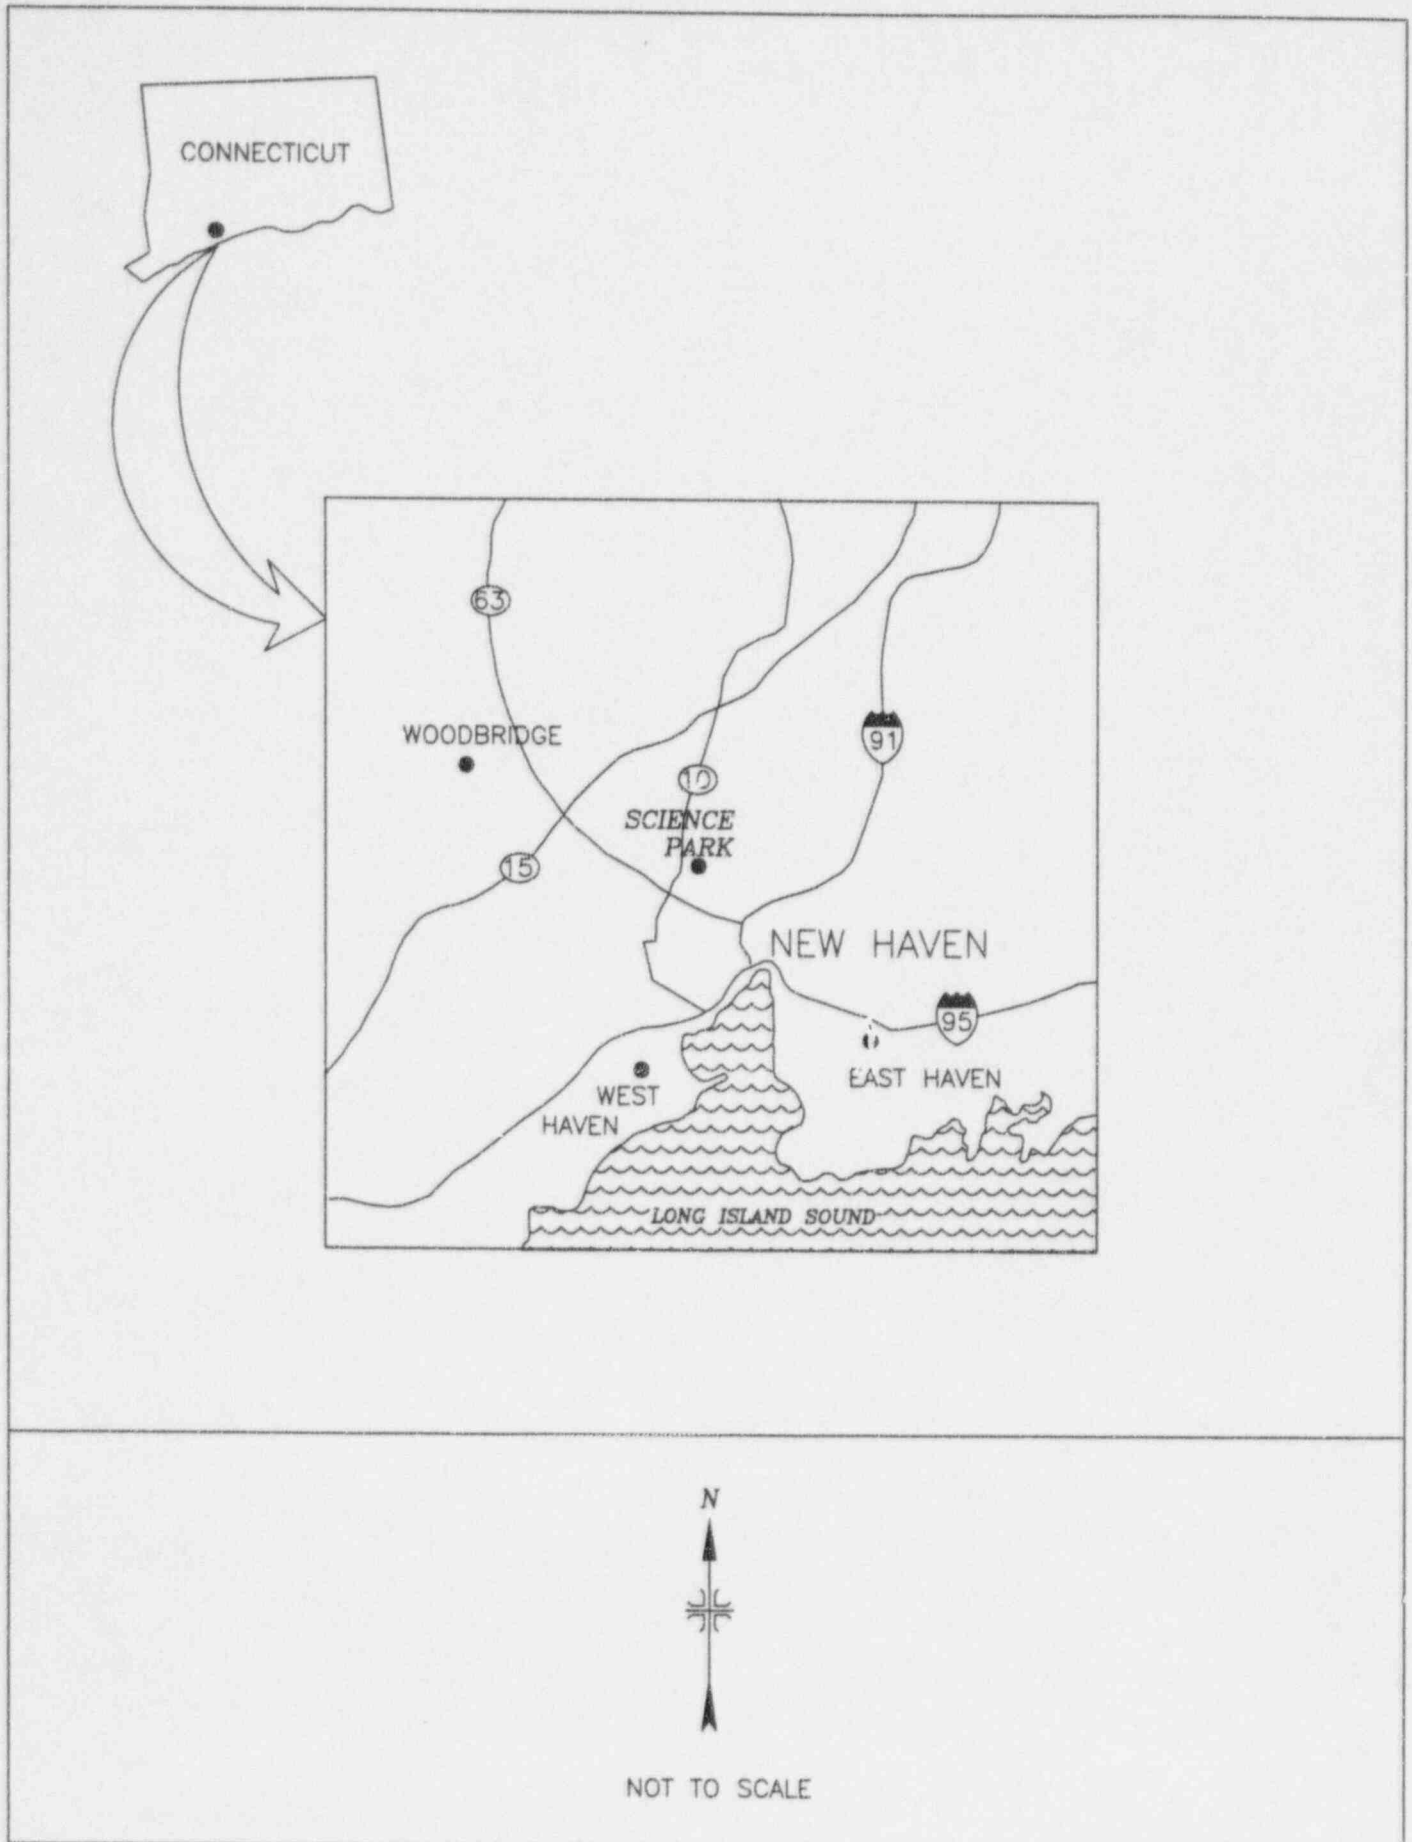 CONNECTICUT
63
WOODBRIDGE
91
10
SCIENCE
PARK
15
NEW HAVEN
95
EAST HAVEN
WEST
HAVEN
LONG ISLAND SOUND
N
NOT TO SCALE